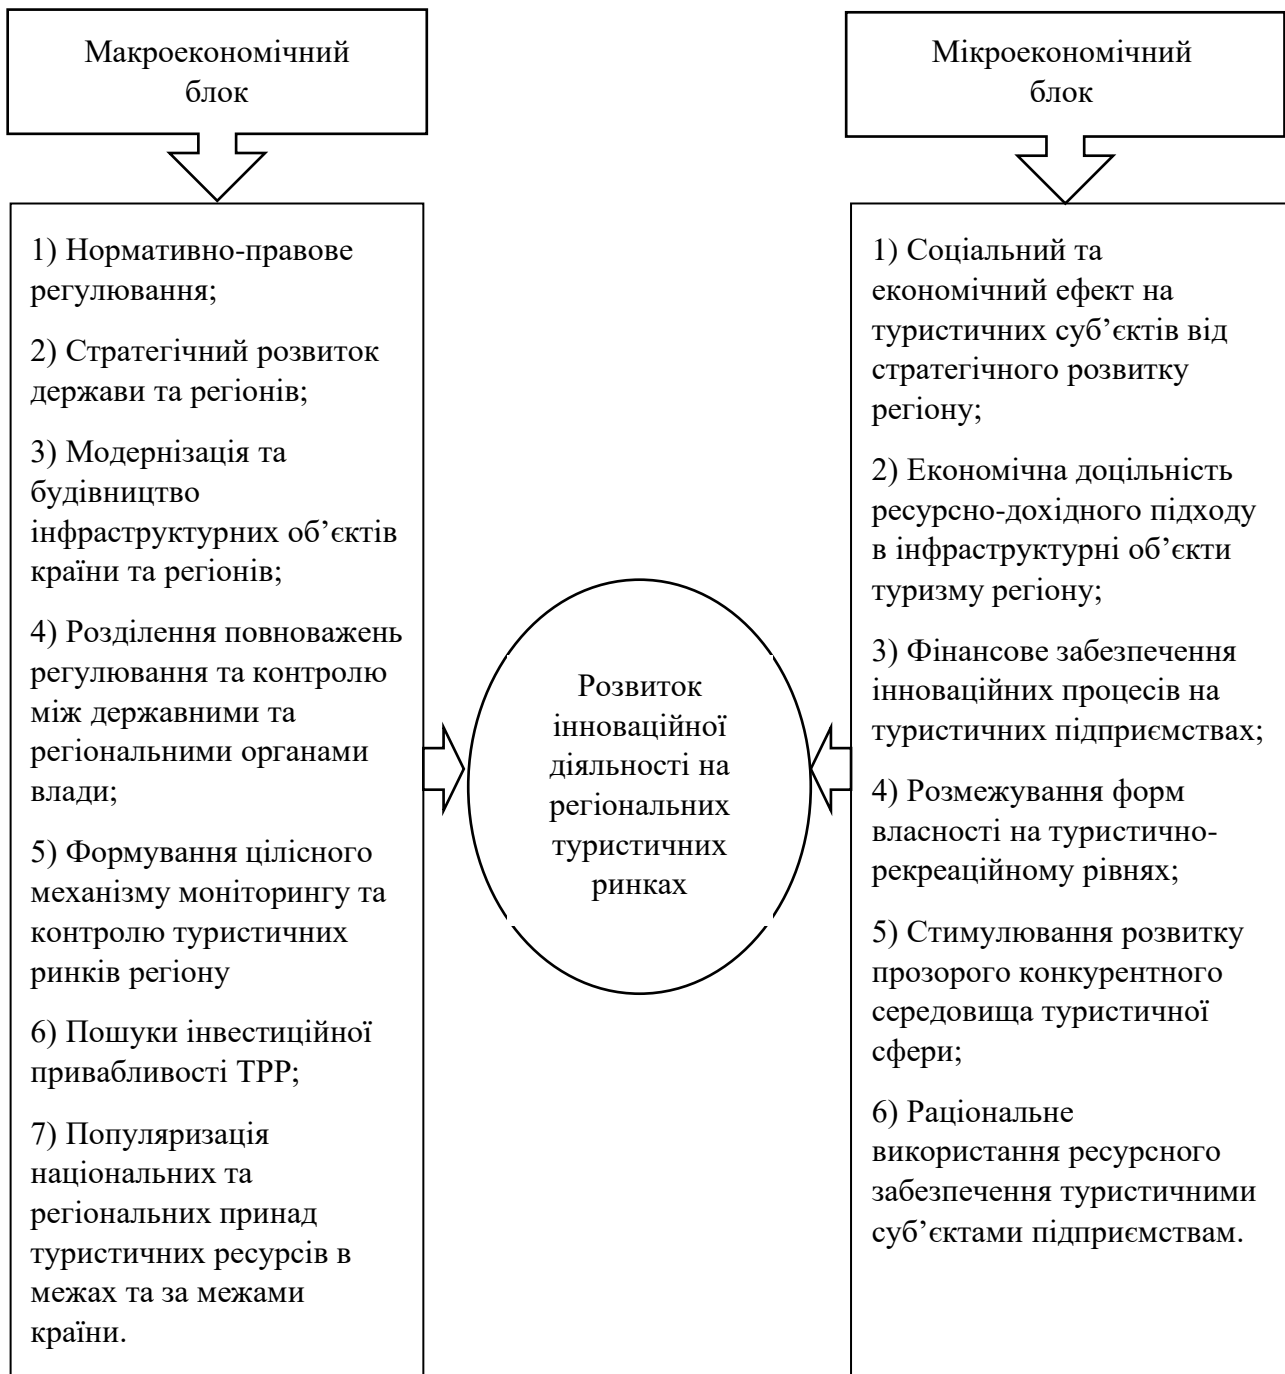 Макроекономічний
блок
1) Нормативно-правове
регулювання;
2) Стратегічний розвиток
держави та регіонів;
3) Модернізація та
будівництво
інфраструктурних об’єктів
країни та регіонів;
4) Розділення повноважень
регулювання та контролю
між державними та
регіональними органами
влади;
5) Формування цілісного
механізму моніторингу та
контролю туристичних
ринків регіону
6) Пошуки інвестиційної
привабливості ТРР;
7) Популяризація
національних та
регіональних принад
туристичних ресурсів в
межах та за межами
країни.
Розвиток
інноваційної
діяльності на
регіональних
туристичних
ринках
Мікроекономічний
блок
1) Соціальний та
економічний ефект на
туристичних суб’єктів від
стратегічного розвитку
регіону;
2) Економічна доцільність
ресурсно-дохідного підходу
в інфраструктурні об’єкти
туризму регіону;
3) Фінансове забезпечення
інноваційних процесів на
туристичних підприємствах;
4) Розмежування форм
власності на туристично-
рекреаційному рівнях;
5) Стимулювання розвитку
прозорого конкурентного
середовища туристичної
сфери;
6) Раціональне
використання ресурсного
забезпечення туристичними
суб’єктами підприємствам.